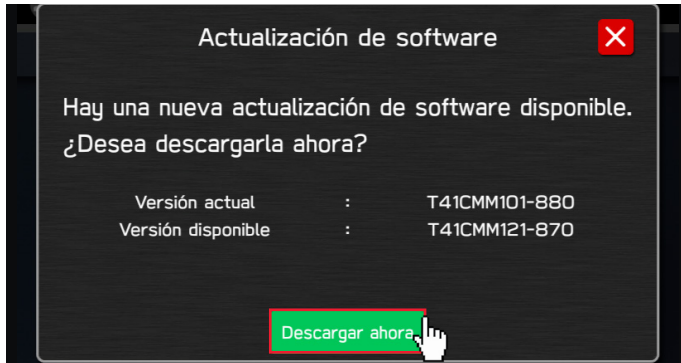 Actualización de software
Hay una nueva actualización de software disponible.
¿Desea descargarla ahora?
Versión actual : T41CMM101-880
Versión disponible : T41CMM121-870
Descargar ahora